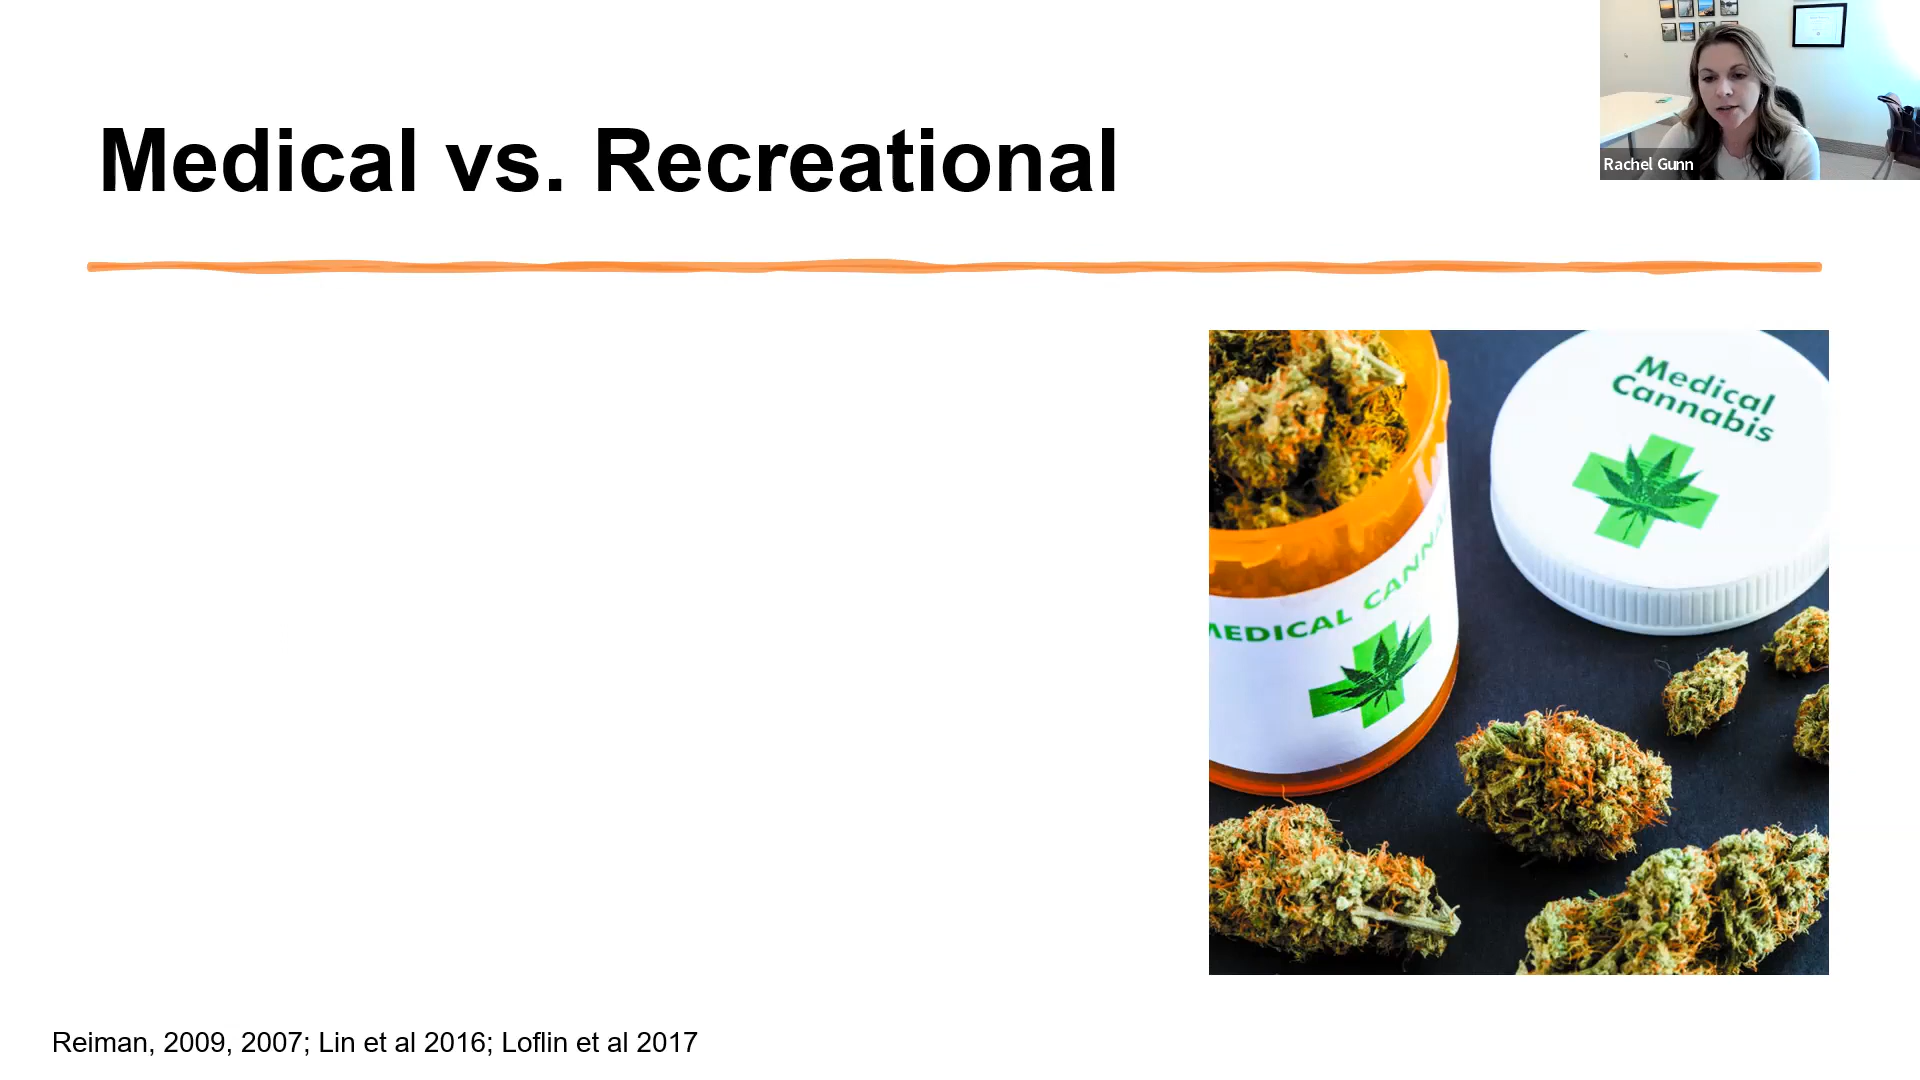 Medical vs. Recreational
Rachel Gunn
Medical
Cannabis
MEDICAL CANNA
Reiman, 2009, 2007; Lin et al 2016; Loflin et al 2017